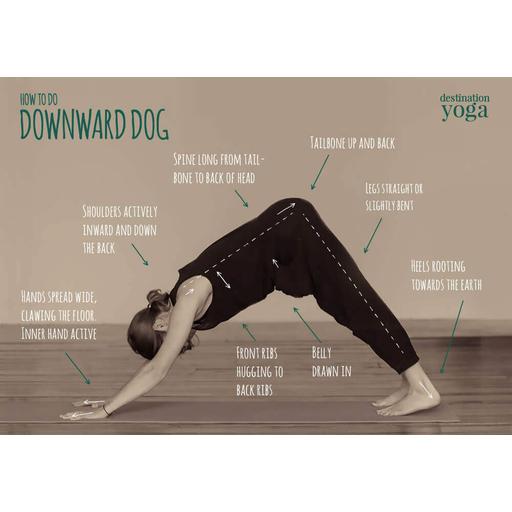 HOW TO DO
DOWNWARD DOG
destination
yoga
TAILBONE UP AND BACK
SPINE LONG FROM TAIL-
BONE TO BACK OF HEAD
LEGS STRAIGHT OR
SLIGHTLY BENT
SHOULDERS ACTIVELY
INWARD AND DOWN
THE BACK
HEELS ROOTING
TOWARDS THE EARTH
HANDS SPREAD WIDE,
CLAWING THE FLOOR.
INNER HAND ACTIVE
FRONT RIBS
HUGGING TO
BACK RIBS
BELLY
DRAWN IN